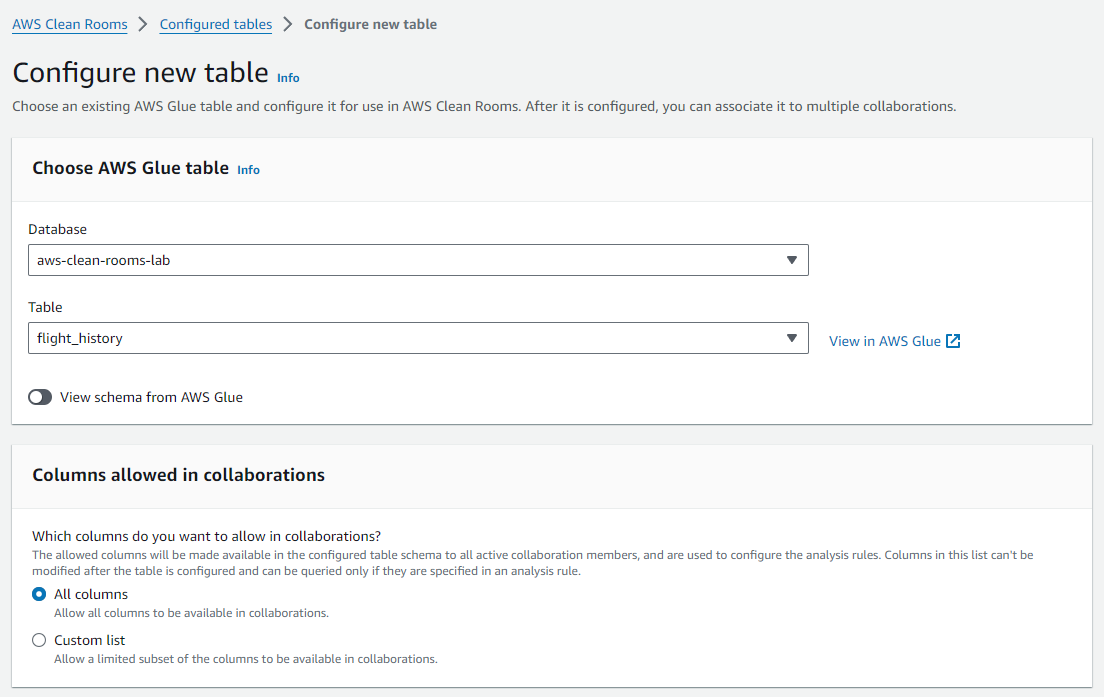 AWS Clean Rooms > Configured tables > Configure new table
Configure new table Info
Choose an existing AWS Glue table and configure it for use in AWS Clean Rooms. After it is configured, you can associate it to multiple collaborations.
Choose AWS Glue table Info
Database
aws-clean-rooms-lab
Table
flight_history
View in AWS Glue
View schema from AWS Glue
Columns allowed in collaborations
Which columns do you want to allow in collaborations?
The allowed columns will be made available in the configured table schema to all active collaboration members, and are used to configure the analysis rules. Columns in this list can't be
modified after the table is configured and can be queried only if they are specified in an analysis rule.
All columns
Allow all columns to be available in collaborations.
Custom list
Allow a limited subset of the columns to be available in collaborations.